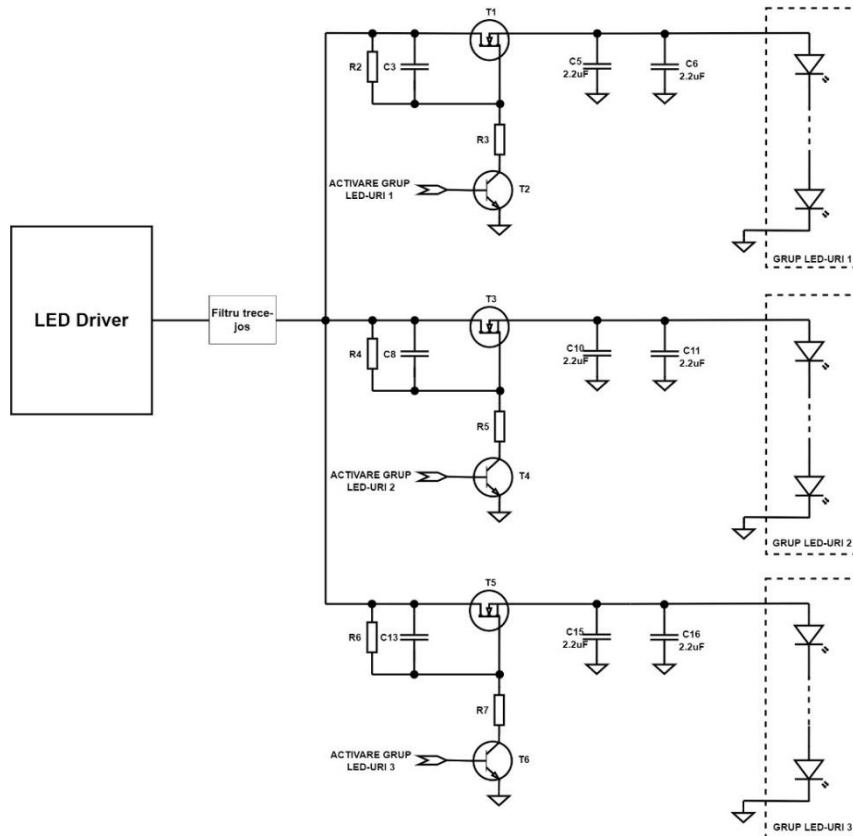 T1
R2
C3
C5
2.2uF
C6
2.2uF
R3
ACTIVARE GRUP
LED-URI 1
T2
GRUP LED-URI 1
LED Driver
Filtru trece-
jos
T3
R4
C8
C10
2.2uF
C11
2.2uF
R5
ACTIVARE GRUP
LED-URI 2
T4
GRUP LED-URI 2
T5
R6
C13
C15
2.2uF
C16
2.2uF
R7
ACTIVARE GRUP
LED-URI 3
T6
GRUP LED-URI 3